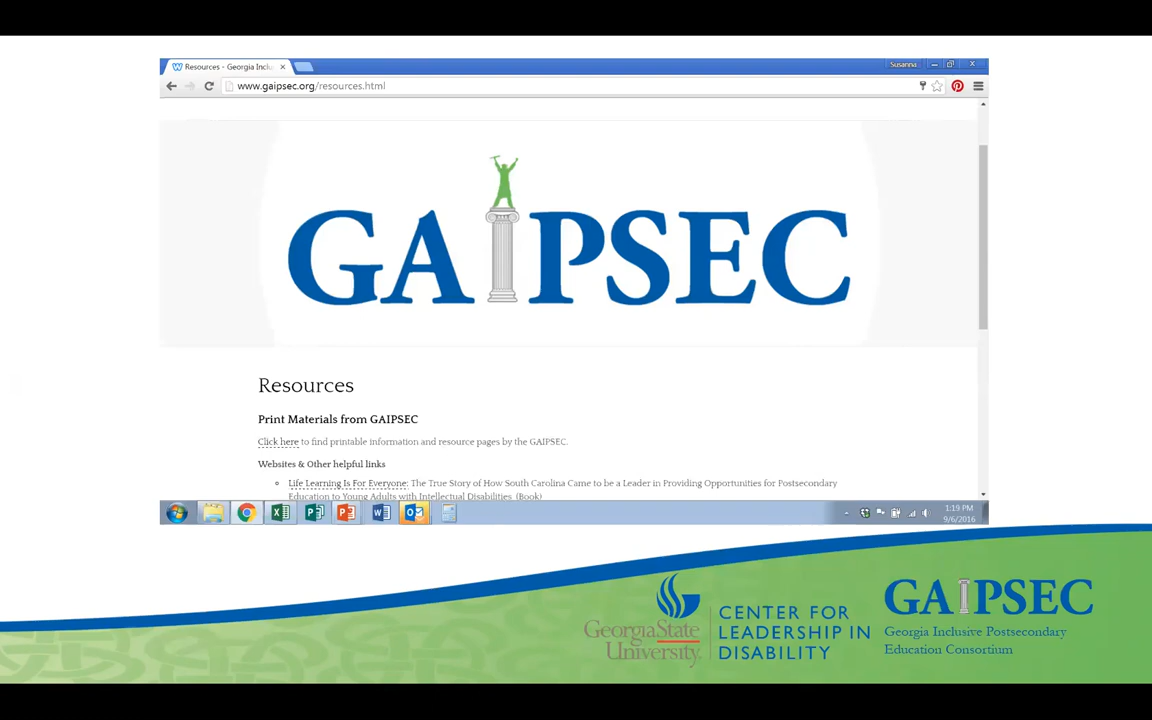 Resources - Georgia Inclu
Susanna
www.gaipsec.org/resources.html
GAIPSEC
Resources
Print Materials from GAIPSEC
Click here to find printable information and resource pages by the GAIPSEC.
Websites & Other helpful links
Life Learning Is For Everyone: The True Story of How South Carolina Came to be a Leader in Providing Opportunities for Postsecondary
Education to Young Adults with Intellectual Disabilities (Book)
1:19 PM
9/6/2016
GeorgiaState
University
CENTER FOR
LEADERSHIP IN
DISABILITY
GAIPSEC
Georgia Inclusive Postsecondary
Education Consortium